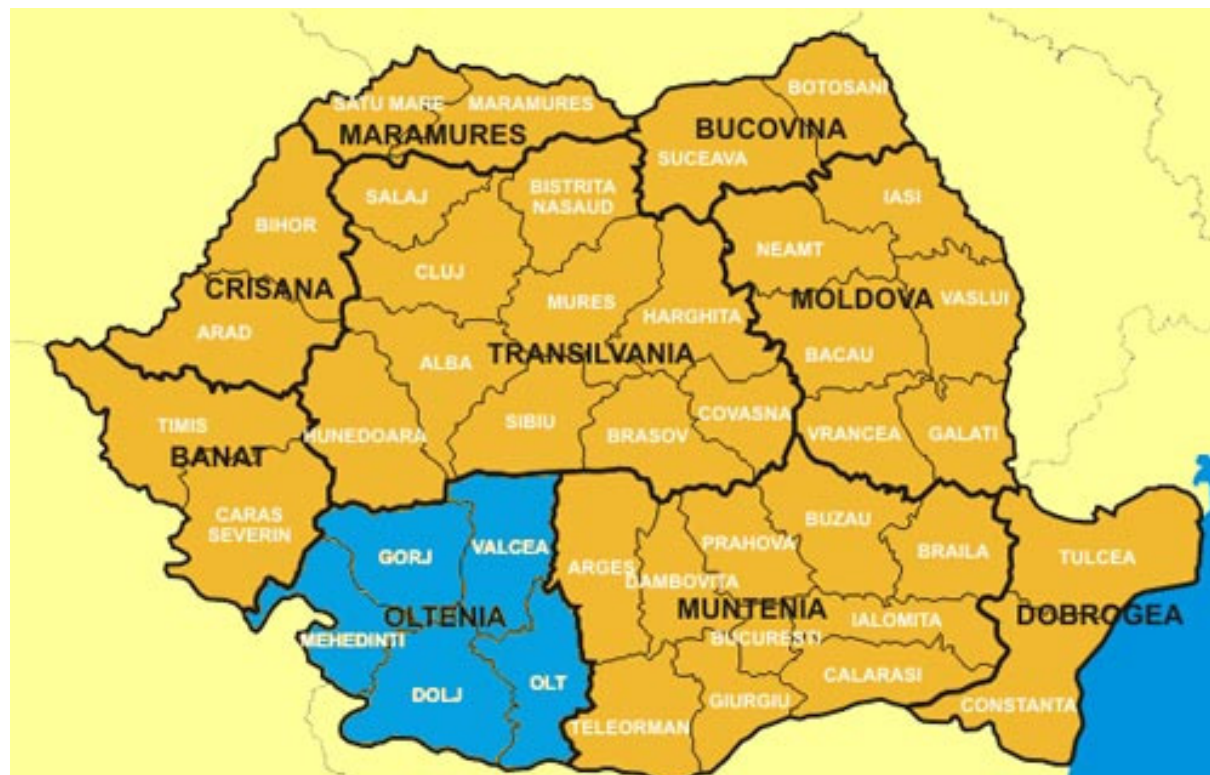 BOTOSANI
SATU MARE
MARAMURES
MARAMURES
BUCOVINA
SUCEAVA
SALAJ
BISTRITA
NASAUD
IASI
BIHOR
NEAMT
CLUJ
CRISANA
MURES
MOLDOVA
VASLUI
HARGHITA
ARAD
ALBA
TRANSILVANIA
BACAU
COVASNA
TIMIS
SIBIU
BRASOV
HUNEDOARA
VRANCEA
GALATI
BANAT
CARAS
SEVERIN
GORJ
VALCEA
PRAHOVA
BUZAU
BRAILA
TULCEA
ARGES
DAMBOVITA
OLTENIA
MUNTENIA
DOBROGEA
IALOMITA
MEHEDINTI
BUCURESTI
CALARASI
DOLJ
OLT
GIURGIU
CONSTANTA
TELEORMAN